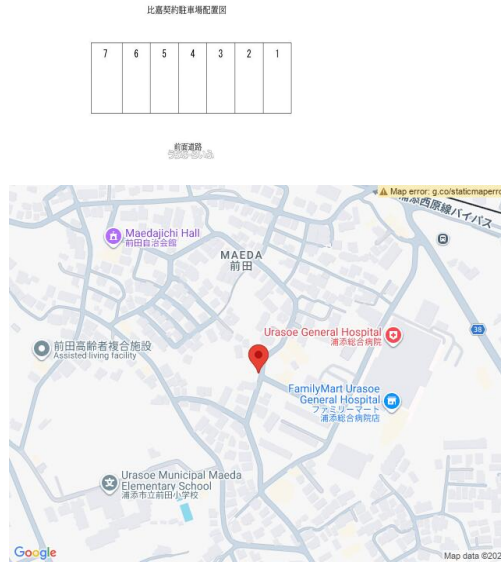 比嘉契約駐車場配置図
7 6 5 4 3 2 1
前面道路
Map error: g.co/staticmaperro
浦添西原線バイパス
Maedajichi Hall
前田自治会館
MAEDA
前田
38
Urasoe General Hospital
浦添総合病院
前田高齢者複合施設
Assisted living facility
FamilyMart Urasoe
General Hospital
ファミリーマート
浦添総合病院店
Urasoe Municipal Maeda
Elementary School
浦添市立前田小学校
Google
Map data ©202